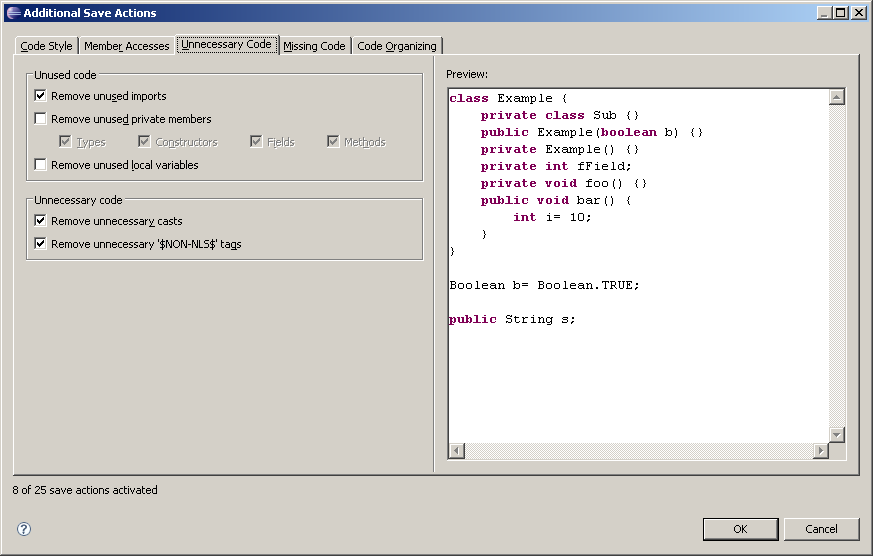 Additional Save Actions
Code Style Member Accesses Unnecessary Code Missing Code Code Organizing
Unused code
Remove unused imports
Remove unused private members
Types Constructors Fields Methods
Remove unused local variables
Unnecessary code
Remove unnecessary casts
Remove unnecessary '$NON-NLS$' tags
Preview:
class Example {
    private class Sub {}
    public Example(boolean b) {}
    private Example() {}
    private int fField;
    private void foo() {}
    public void bar() {
        int i= 10;
    }
}
Boolean b= Boolean.TRUE;
public String s;
8 of 25 save actions activated
?
OK Cancel